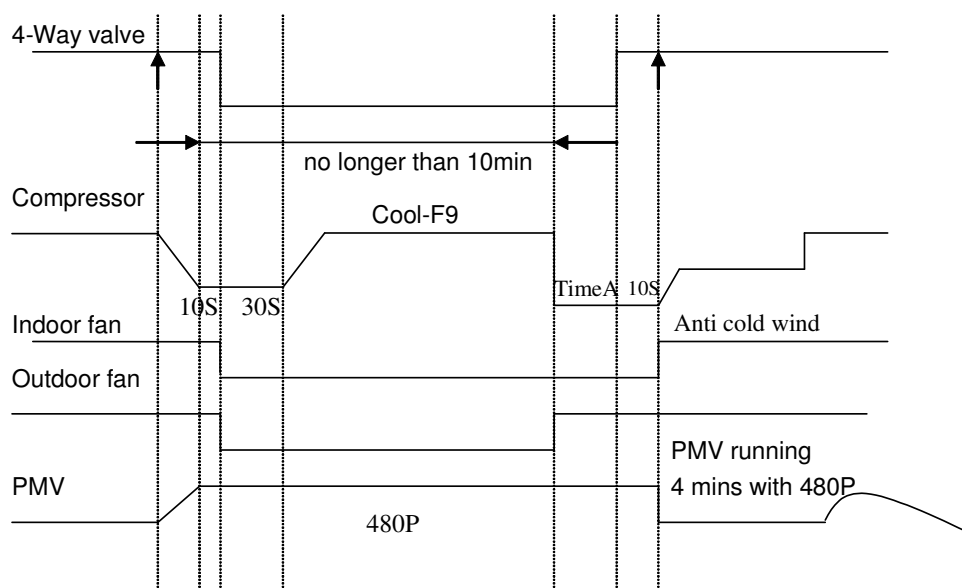 4-Way valve
no longer than 10min
Compressor
Cool-F9
10S 30S
TimeA 10S
Indoor fan
Anti cold wind
Outdoor fan
PMV
480P
PMV running
4 mins with 480P